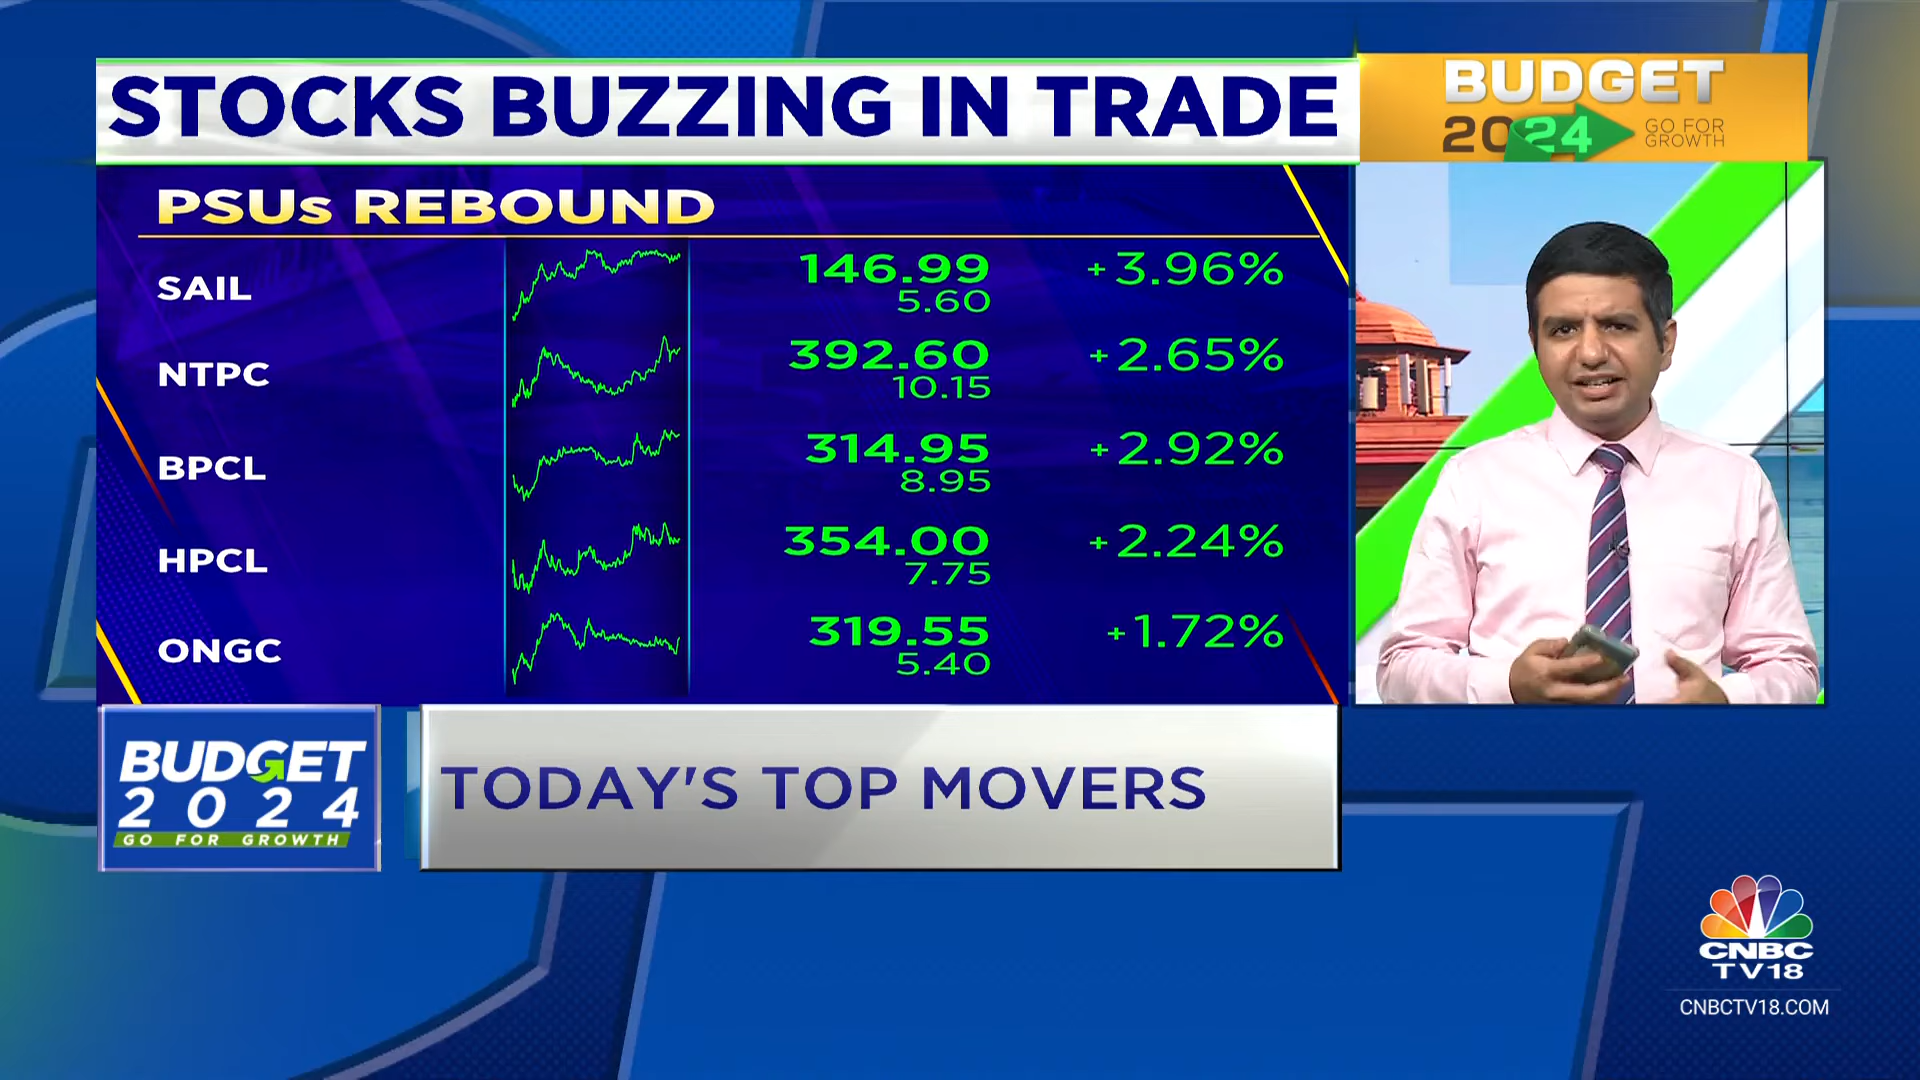 STOCKS BUZZING IN TRADE
BUDGET
2024 GO FOR
GROWTH
PSUs REBOUND
SAIL 146.99 +3.96%
5.60
NTPC 392.60 +2.65%
10.15
BPCL 314.95 +2.92%
8.95
HPCL 354.00 +2.24%
7.75
ONGC 319.55 +1.72%
5.40
BUDGET
2024
GO FOR GROWTH
TODAY'S TOP MOVERS
CNBC
TV18
CNBCTV18.COM